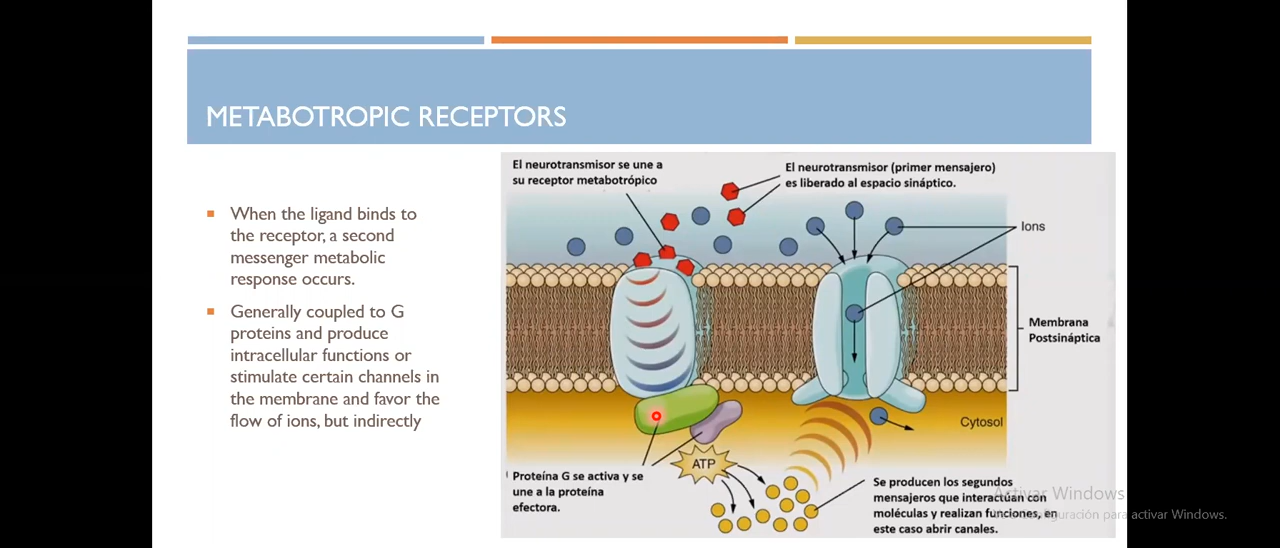 METABOTROPIC RECEPTORS
When the ligand binds to
the receptor, a second
messenger metabolic
response occurs.
Generally coupled to G
proteins and produce
intracellular functions or
stimulate certain channels in
the membrane and favor the
flow of ions, but indirectly
El neurotransmisor se une a
su receptor metabotrópico
El neurotransmisor (primer mensajero)
es liberado al espacio sináptico.
Ions
Membrana
Postsináptica
Cytosol
ATP
Proteína G se activa y se
une a la proteína
efectora.
Se producen los segundos
mensajeros que interactúan con
moléculas y realizan funciones, en
este caso abrir canales.
Activar Windows
configuración para activar Windows.